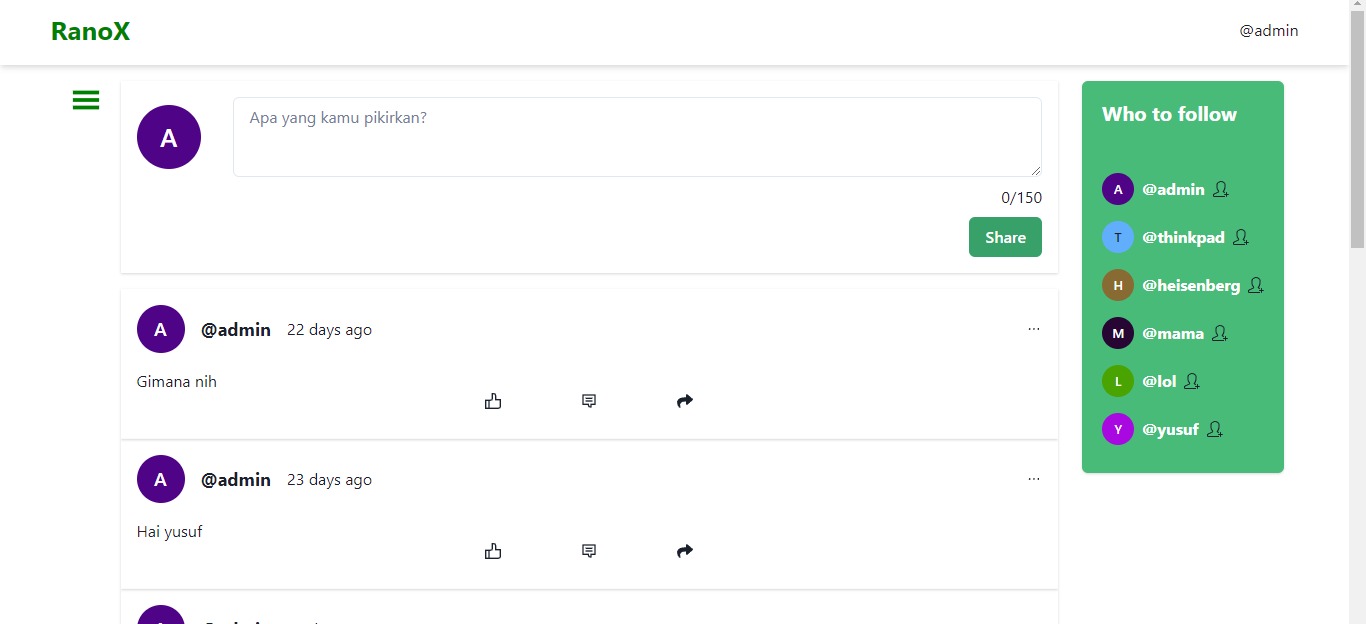 RanoX
@admin
A
Apa yang kamu pikirkan?
0/150
Share
A @admin 22 days ago ...
Gimana nih
A @admin 23 days ago ...
Hai yusuf
Who to follow
A @admin
T @thinkpad
H @heisenberg
M @mama
L @lol
Y @yusuf